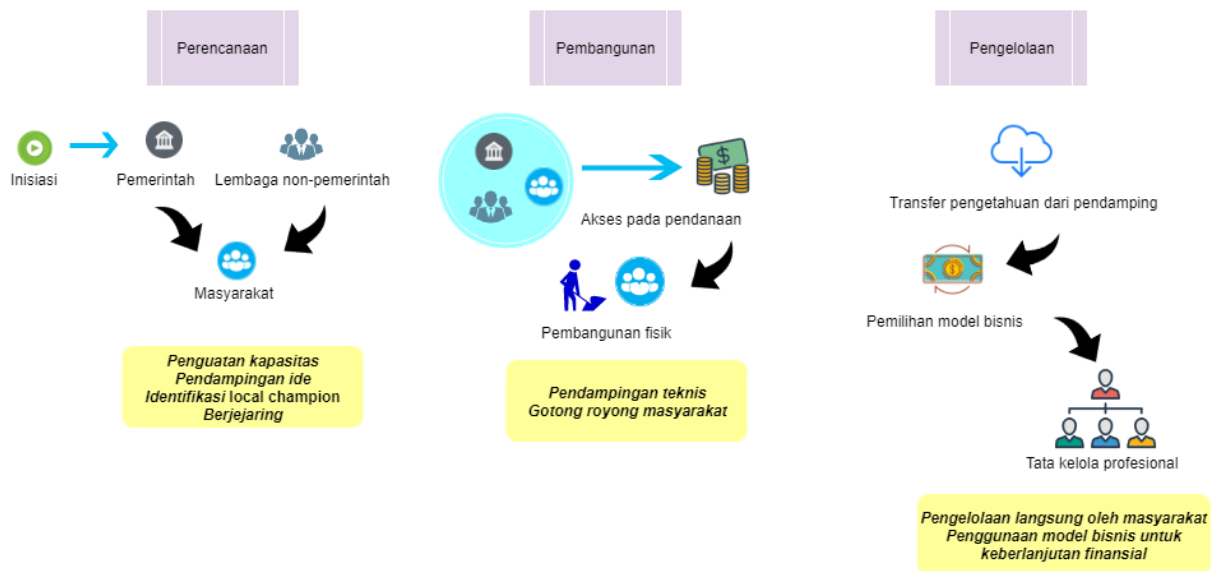 Perencanaan
Inisiasi
Pemerintah
Lembaga non-pemerintah
Masyarakat
Penguatan kapasitas
Pendampingan ide
Identifikasi local champion
Berjejaring
Pembangunan
Akses pada pendanaan
Pembangunan fisik
Pendampingan teknis
Gotong royong masyarakat
Pengelolaan
Transfer pengetahuan dari pendamping
Pemilihan model bisnis
Tata kelola profesional
Pengelolaan langsung oleh masyarakat
Penggunaan model bisnis untuk
keberlanjutan finansial